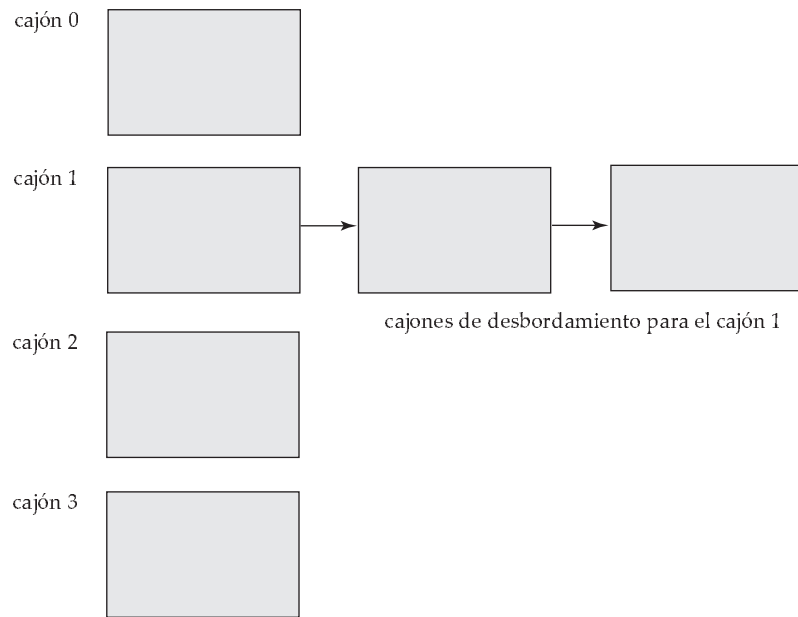 cajón 0
cajón 1
cajones de desbordamiento para el cajón 1
cajón 2
cajón 3